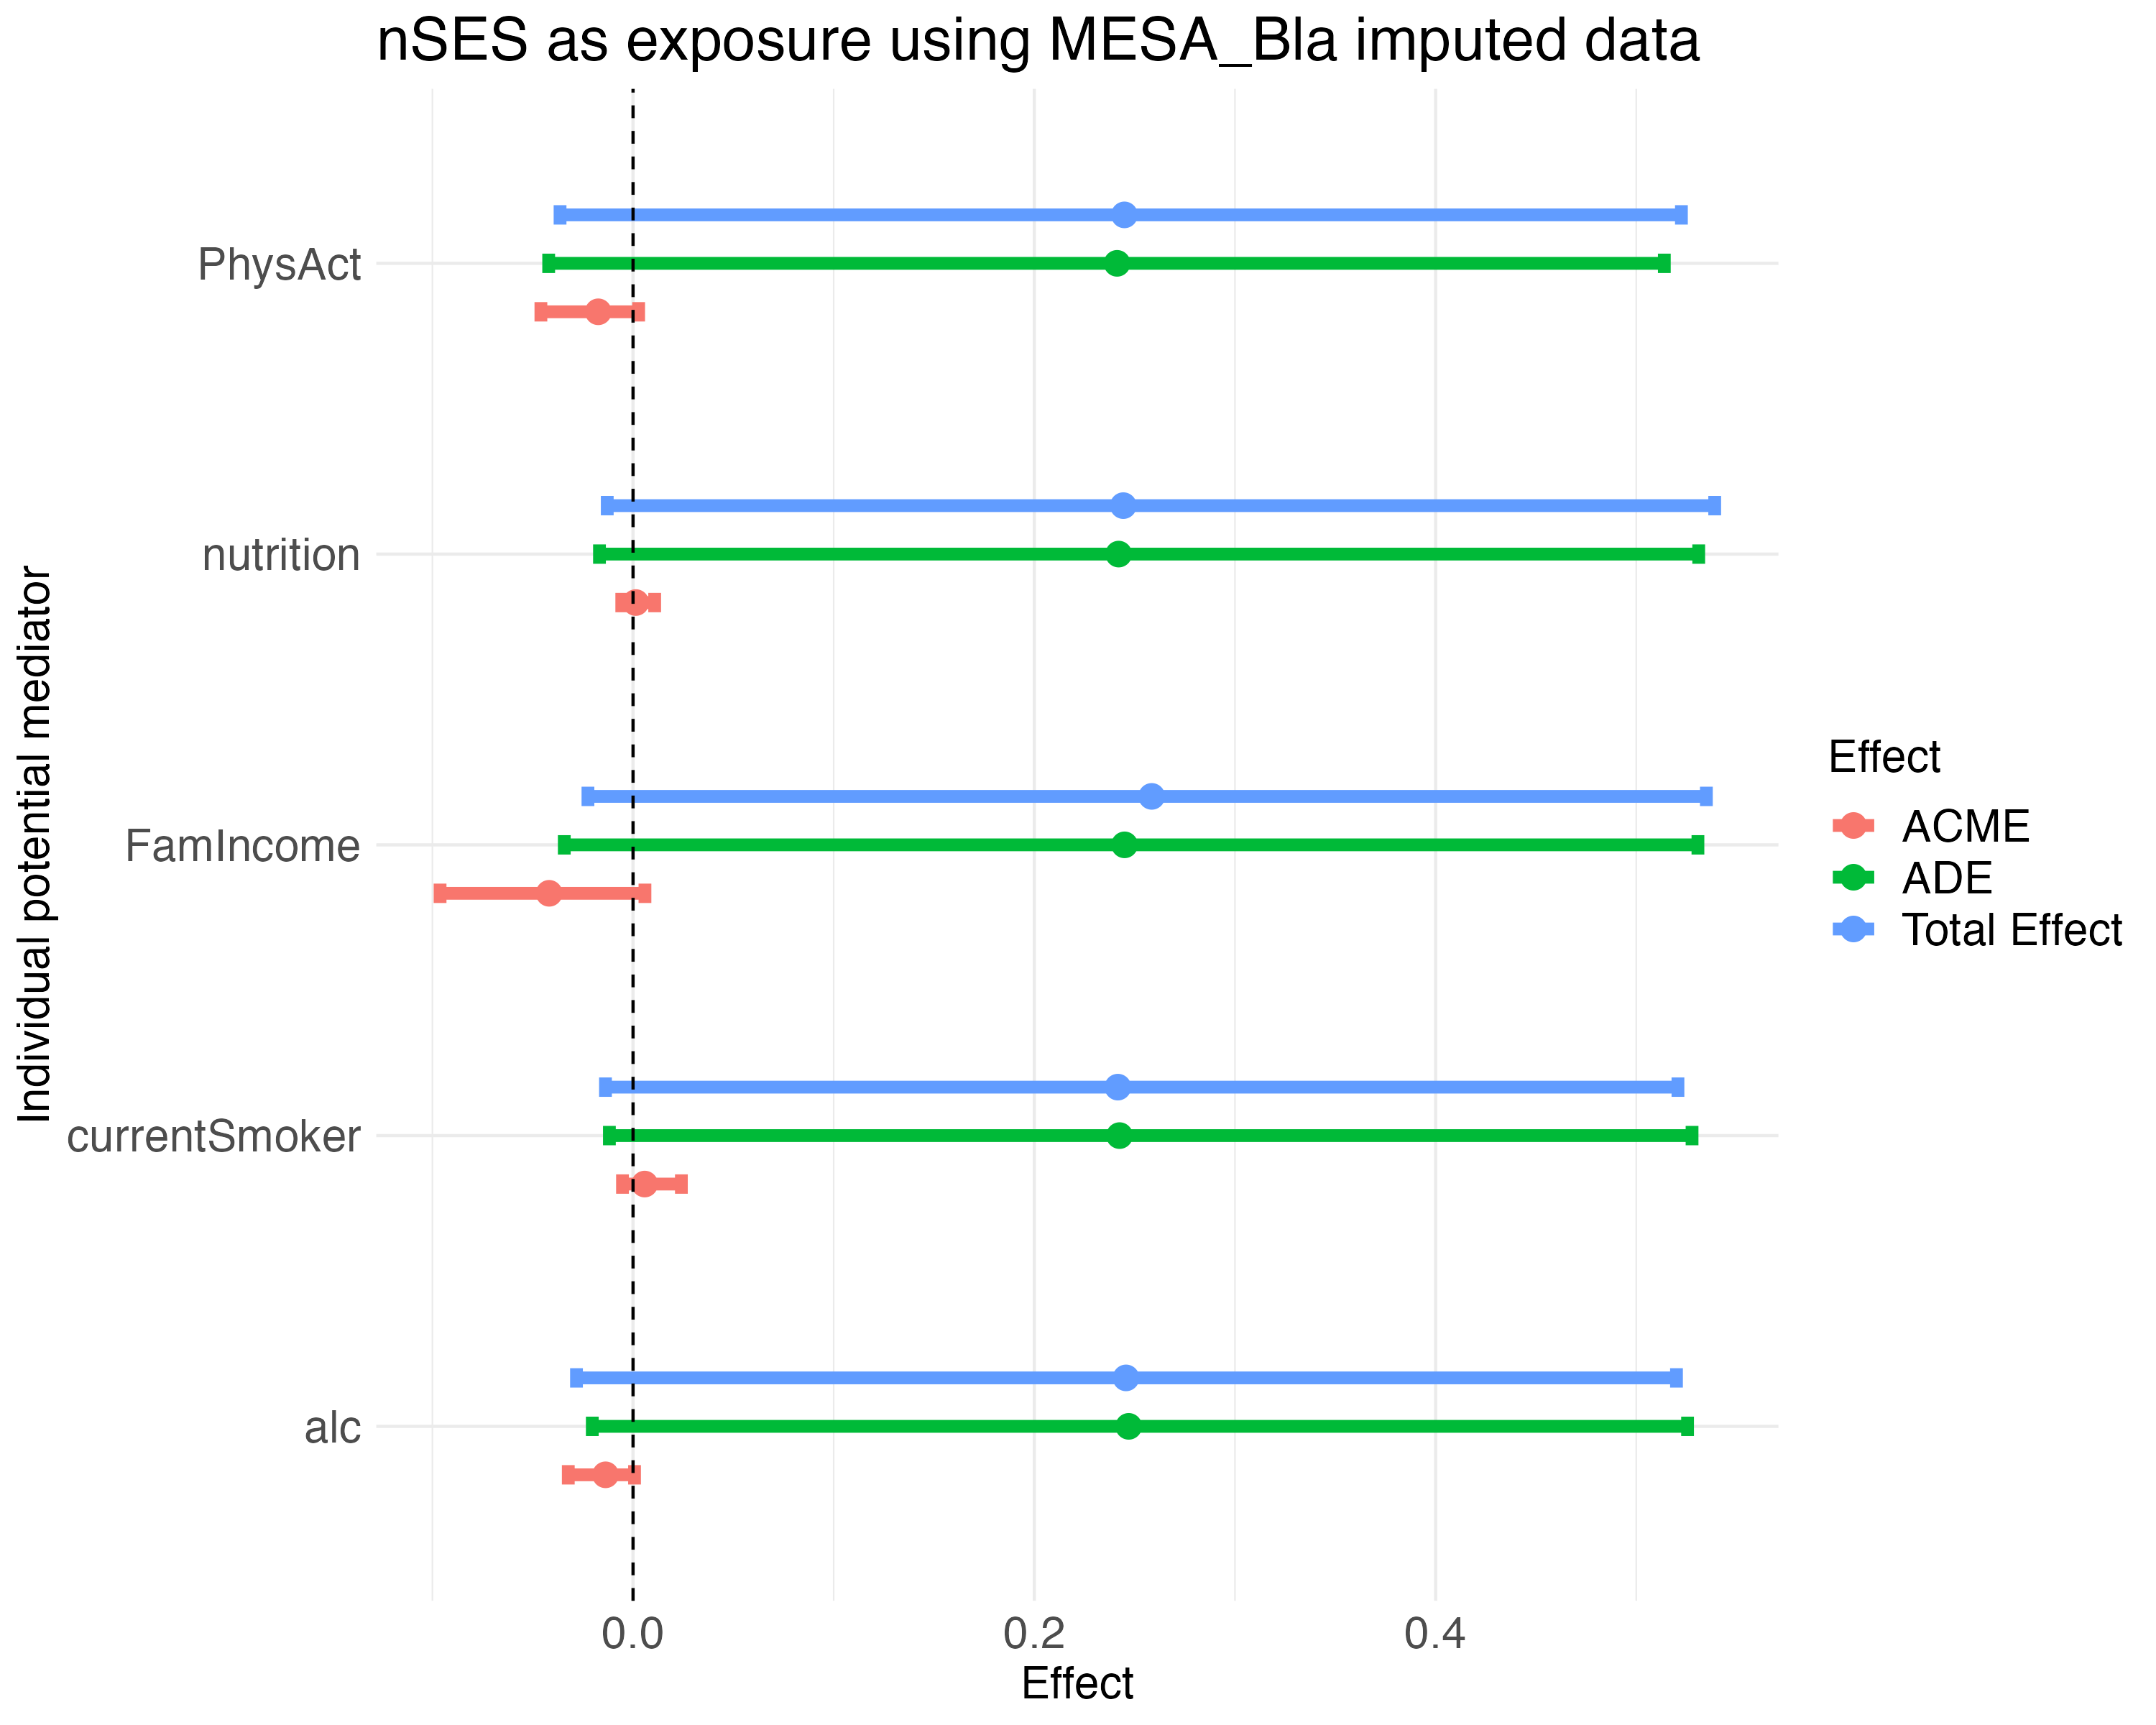 nSES as exposure using MESA_Bla imputed data
Individual potential mediator
PhysAct
nutrition
FamIncome
currentSmoker
alc
0.0 0.2 0.4
Effect
Effect
ACME
ADE
Total Effect